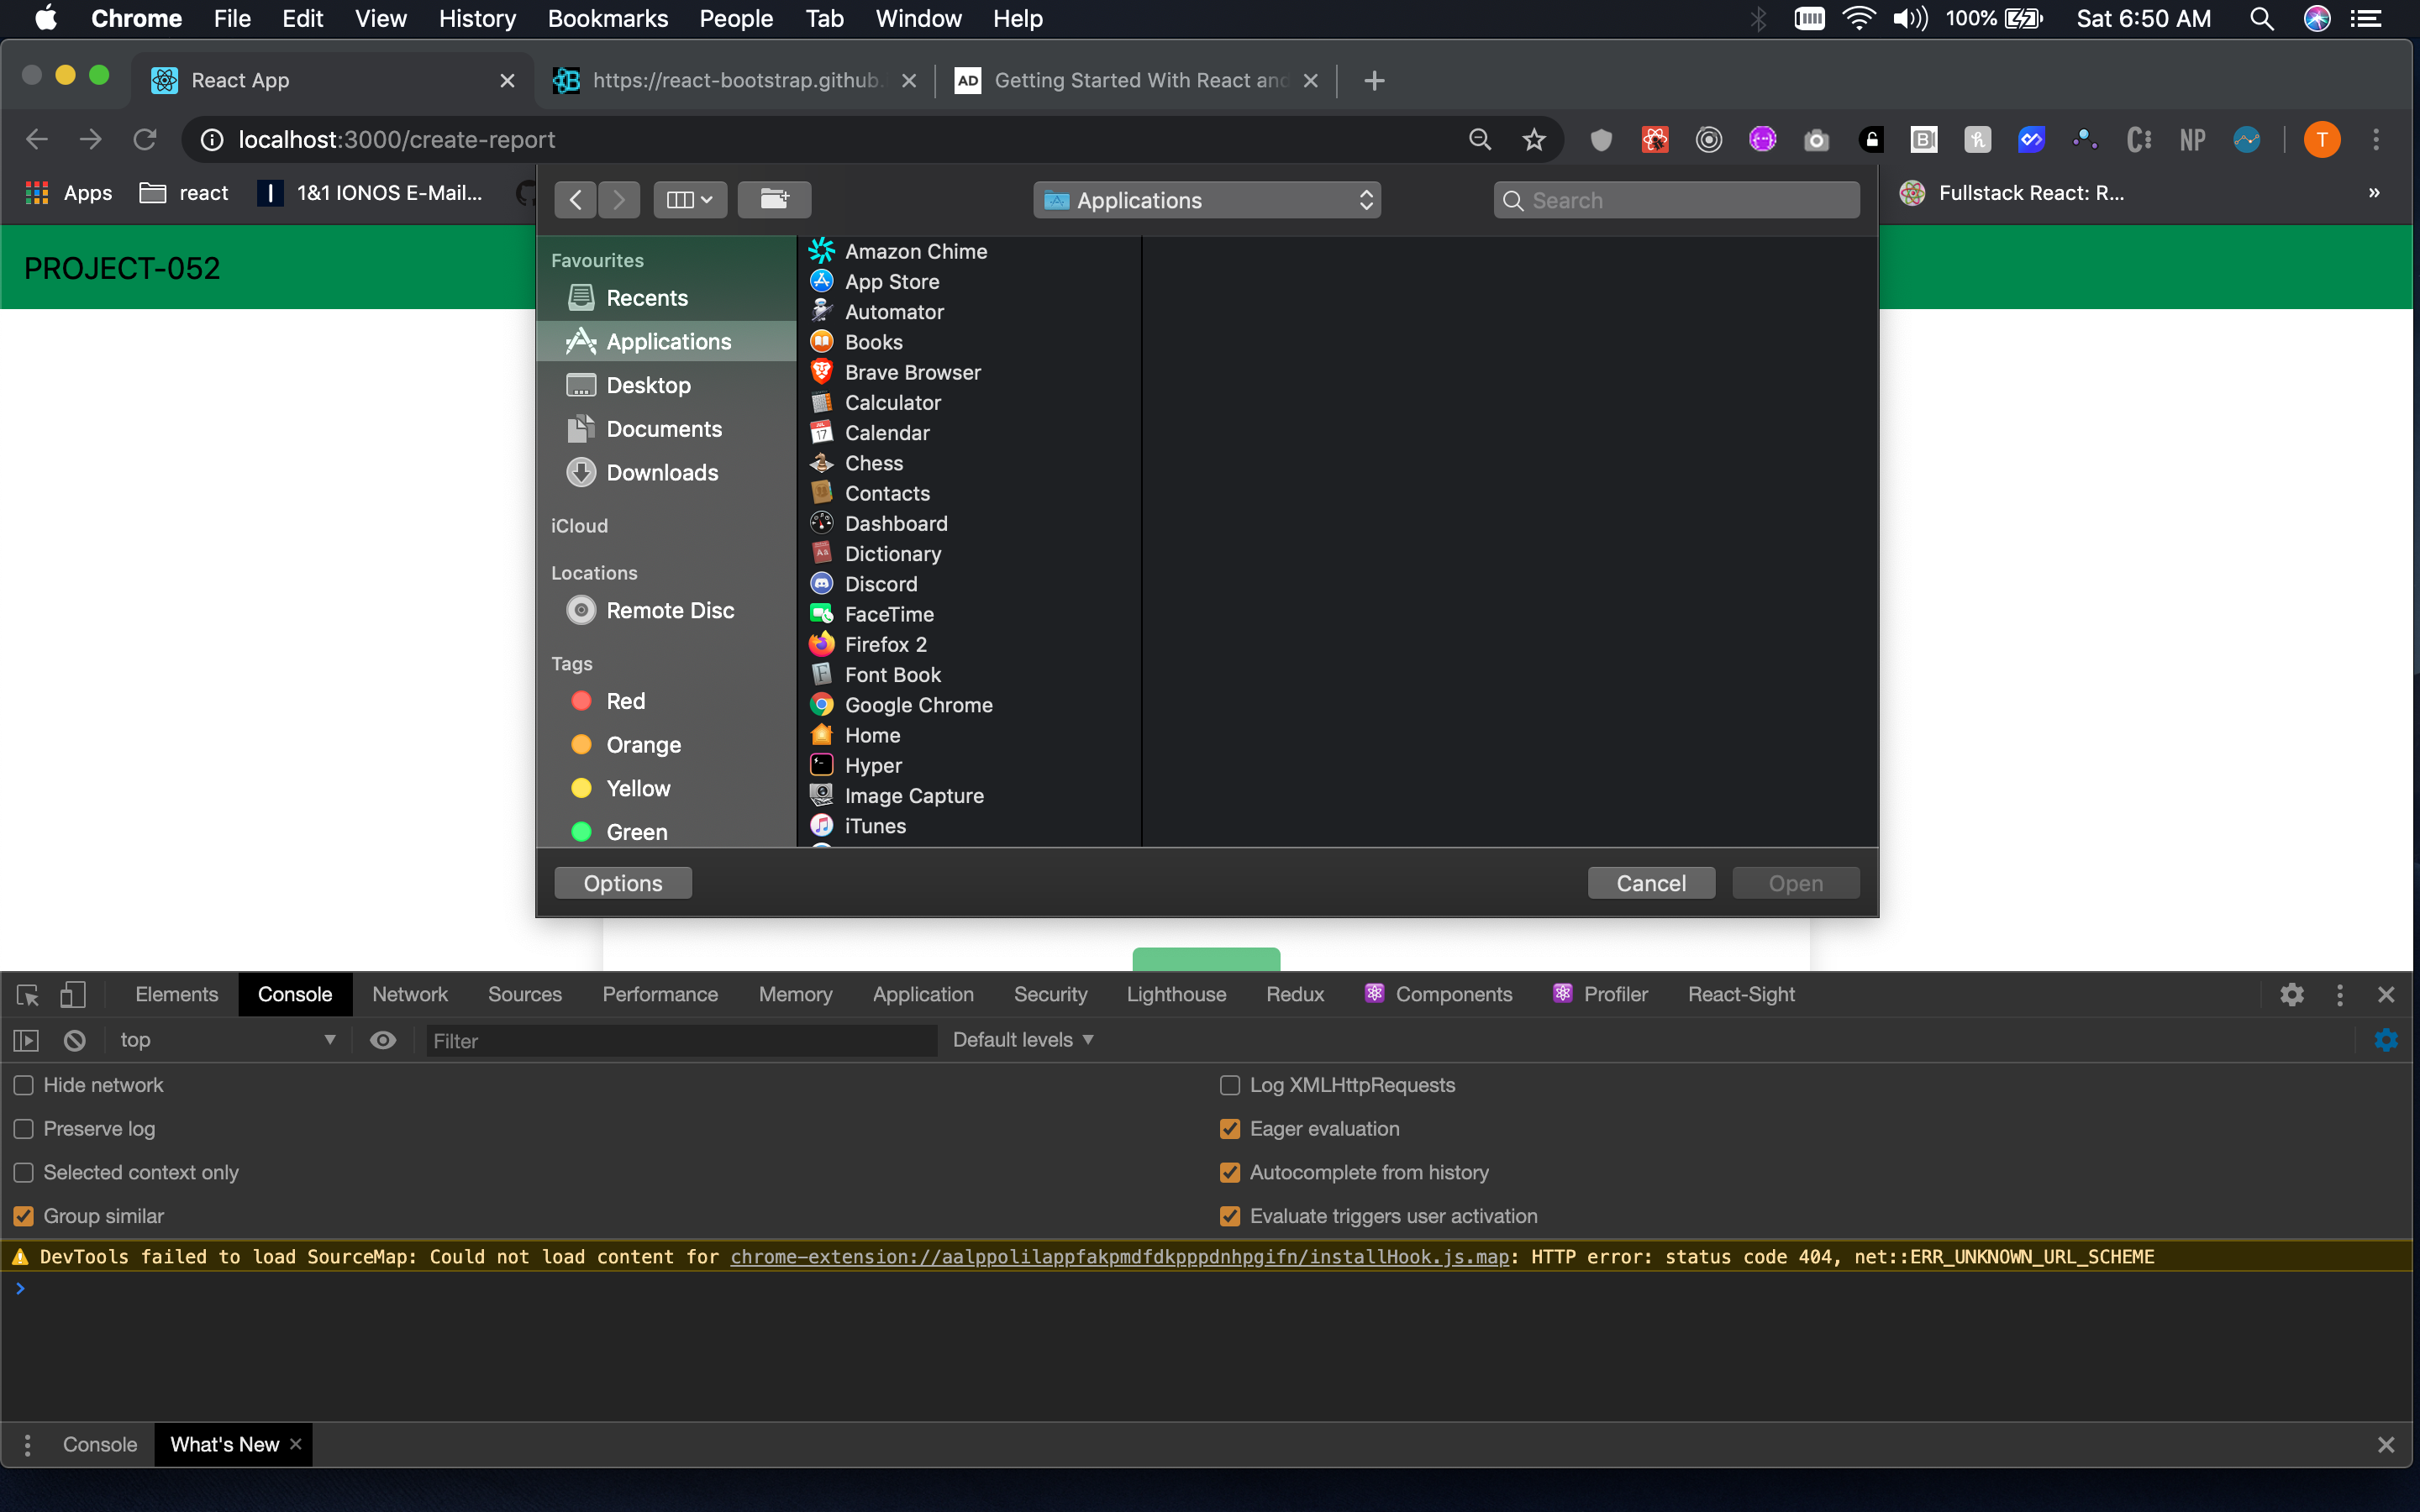 Chrome File Edit View History Bookmarks People Tab Window Help 100% Sat 6:50 AM
React App https://react-bootstrap.github. AD Getting Started With React and
localhost:3000/create-report NP T
Apps react 1&1 IONOS E-Mail... Fullstack React: R... »
Applications Search
PROJECT-052
Favourites
Recents
Applications
Desktop
Documents
Downloads
iCloud
Locations
Remote Disc
Tags
Red
Orange
Yellow
Green
Amazon Chime
App Store
Automator
Books
Brave Browser
Calculator
Calendar
Chess
Contacts
Dashboard
Dictionary
Discord
FaceTime
Firefox 2
Font Book
Google Chrome
Home
Hyper
Image Capture
iTunes
Options Cancel Open
Elements Console Network Sources Performance Memory Application Security Lighthouse Redux Components Profiler React-Sight
top Filter Default levels
Hide network Log XMLHttpRequests
Preserve log Eager evaluation
Selected context only Autocomplete from history
Group similar Evaluate triggers user activation
DevTools failed to load SourceMap: Could not load content for chrome-extension://aalppolilappfakpmdfdkpppdnhpgifn/installHook.js.map: HTTP error: status code 404, net::ERR_UNKNOWN_URL_SCHEME
Console What's New